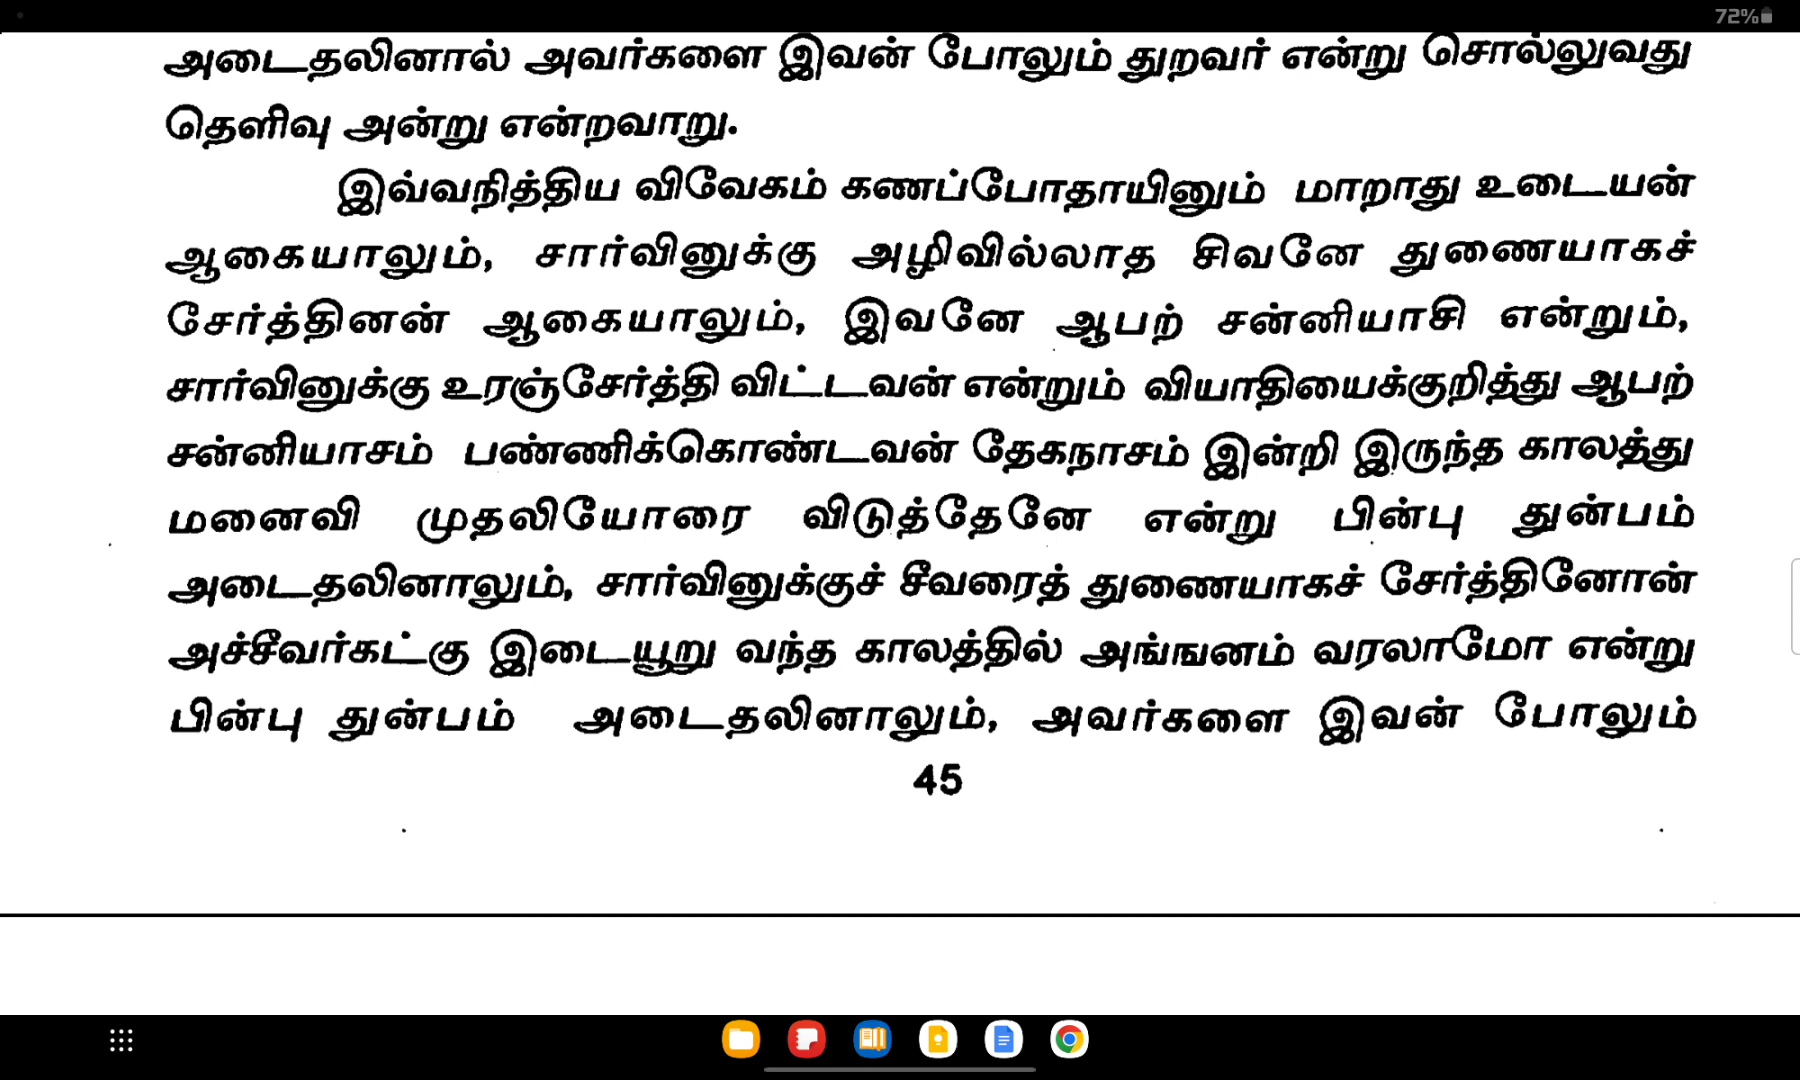 72%
அடைதலினால் அவர்களை இவன் போலும் துறவர் என்று சொல்லுவது
தெளிவு அன்று என்றவாறு.
இவ்வநித்திய விவேகம் கணப்போதாயினும் மாறாது உடையன்
ஆகையாலும், சார்வினுக்கு அழிவில்லாத சிவனே துணையாகச்
சேர்த்தினன் ஆகையாலும், இவனே ஆபற் சன்னியாசி என்றும்,
சார்வினுக்கு உரஞ்சேர்த்தி விட்டவன் என்றும் வியாதியைக்குறித்து ஆபற்
சன்னியாசம் பண்ணிக்கொண்டவன் தேகநாசம் இன்றி இருந்த காலத்து
மனைவி முதலியோரை விடுத்தேனே என்று பின்பு துன்பம்
அடைதலினாலும், சார்வினுக்குச் சீவரைத் துணையாகச் சேர்த்தினோன்
அச்சீவர்கட்கு இடையூறு வந்த காலத்தில் அங்ஙனம் வரலாமோ என்று
பின்பு துன்பம் அடைதலினாலும், அவர்களை இவன் போலும்
45